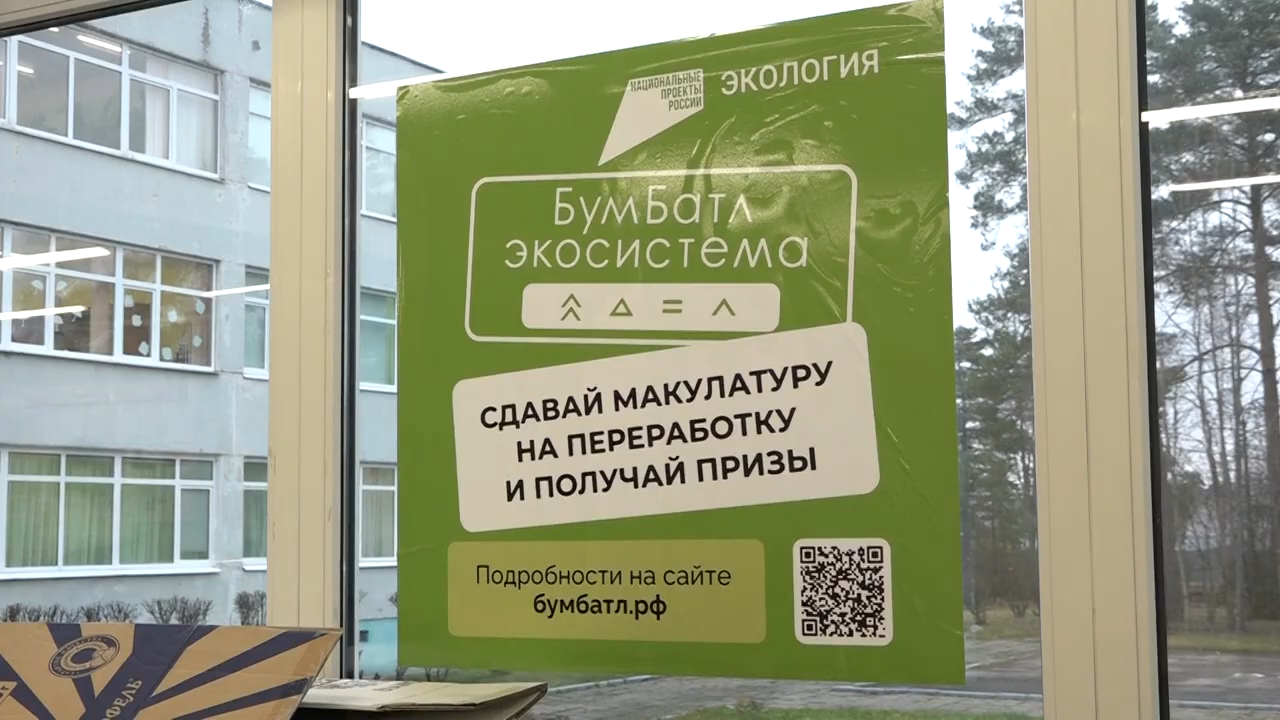 НАЦИОНАЛЬНЫЕ
ПРОЕКТЫ
РОССИИ
ЭКОЛОГИЯ
БумБатл
экосистема
СДАВАЙ МАКУЛАТУРУ
НА ПЕРЕРАБОТКУ
И ПОЛУЧАЙ ПРИЗЫ
Подробности на сайте
бумбатл.рф